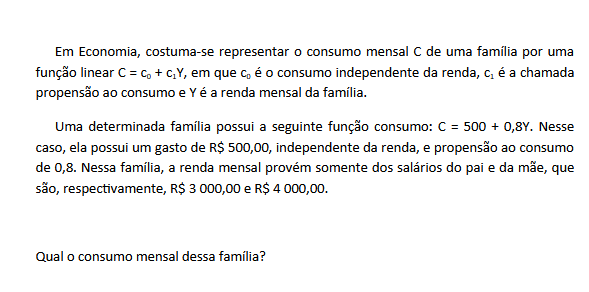 Em Economia, costuma-se representar o consumo mensal C de uma família por uma
função linear C = c₀ + c₁Y, em que c₀ é o consumo independente da renda, c₁ é a chamada
propensão ao consumo e Y é a renda mensal da família.
Uma determinada família possui a seguinte função consumo: C = 500 + 0,8Y. Nesse
caso, ela possui um gasto de R$ 500,00, independente da renda, e propensão ao consumo
de 0,8. Nessa família, a renda mensal provém somente dos salários do pai e da mãe, que
são, respectivamente, R$ 3 000,00 e R$ 4 000,00.
Qual o consumo mensal dessa família?